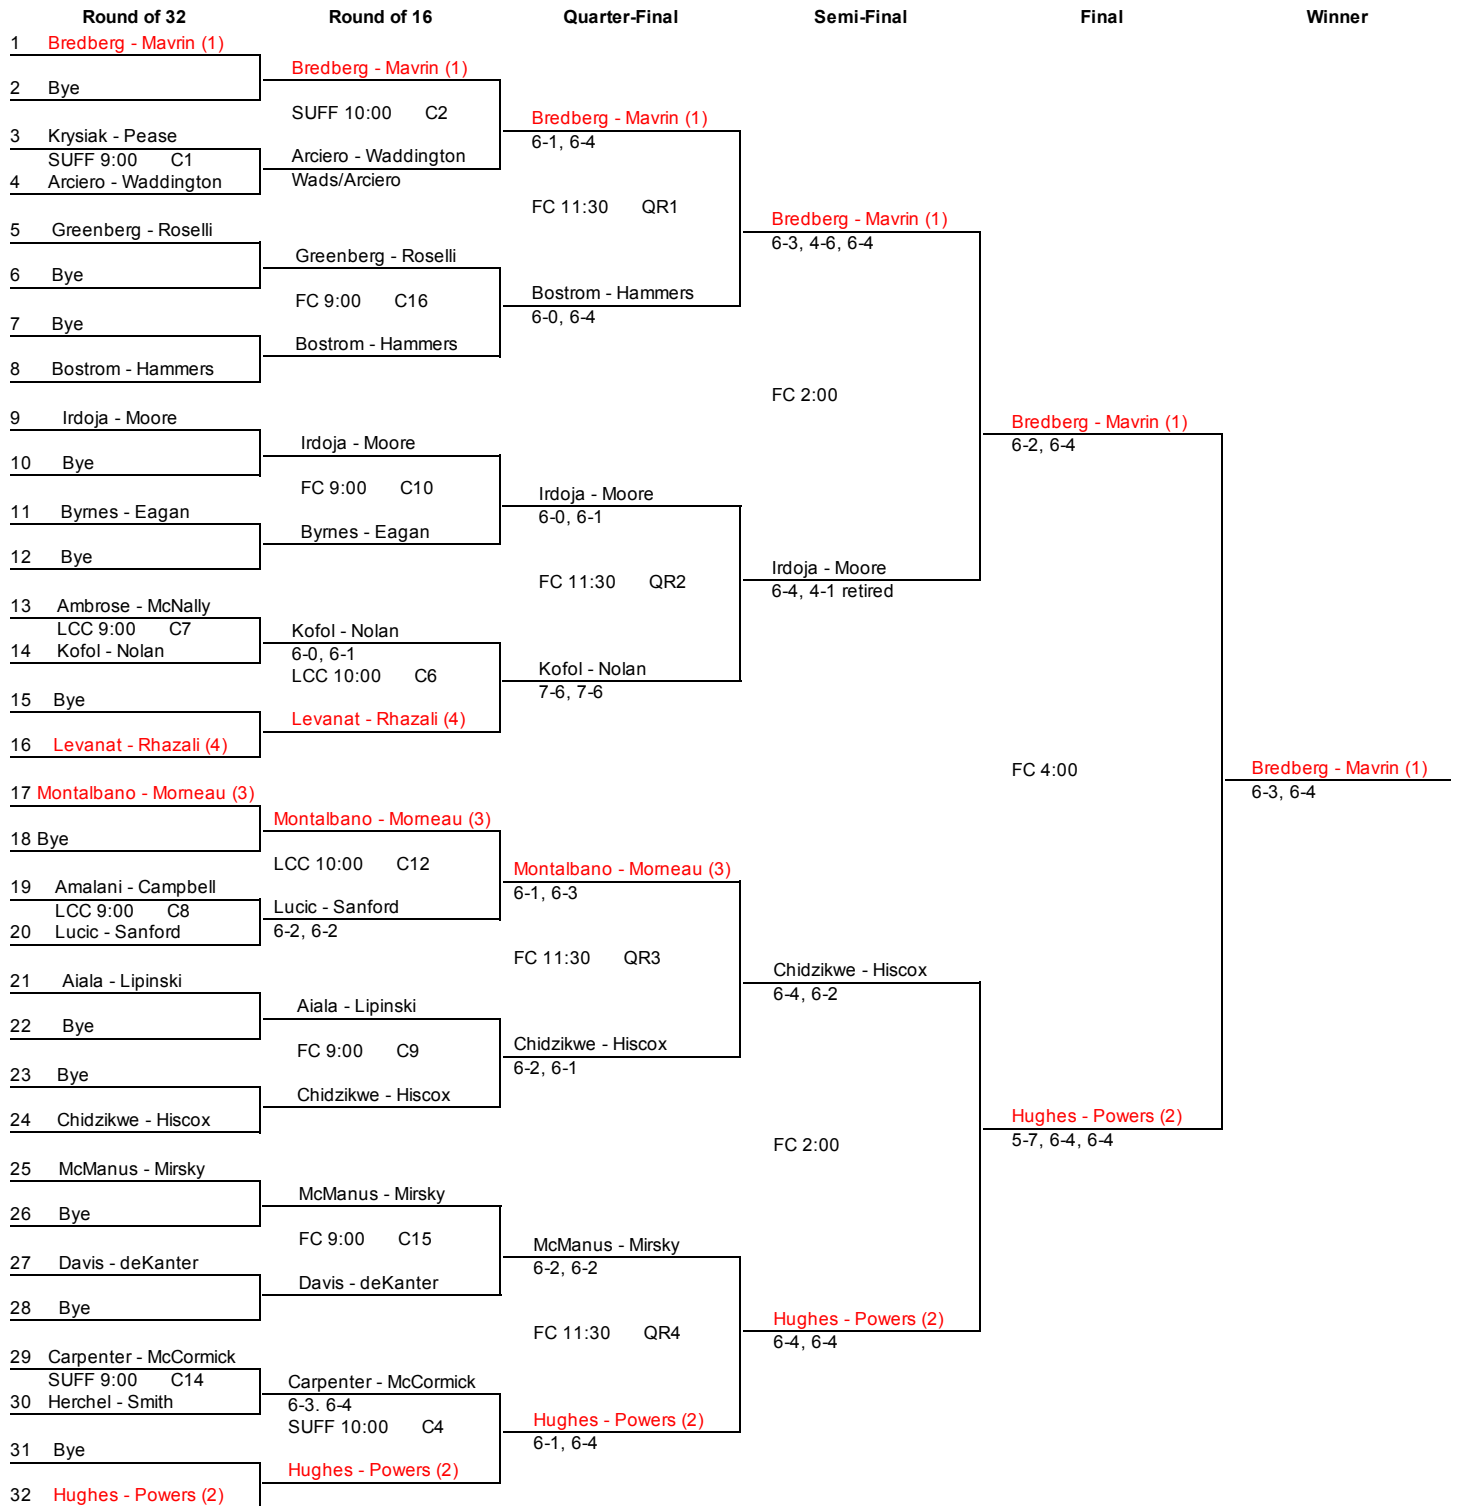 Round of 32 Round of 16 Quarter-Final Semi-Final Final Winner
1 Bredberg - Mavrin (1)
Bredberg - Mavrin (1)
2 Bye
SUFF 10:00 C2
Bredberg - Mavrin (1)
3 Krysiak - Pease
6-1, 6-4
SUFF 9:00 C1
Arciero - Waddington
4 Arciero - Waddington
Wads/Arciero
FC 11:30 QR1
Bredberg - Mavrin (1)
5 Greenberg - Roselli
6-3, 4-6, 6-4
Greenberg - Roselli
6 Bye
Bostrom - Hammers
FC 9:00 C16
6-0, 6-4
7 Bye
Bostrom - Hammers
8 Bostrom - Hammers
FC 2:00
9 Irdoja - Moore
Bredberg - Mavrin (1)
Irdoja - Moore
6-2, 6-4
10 Bye
FC 9:00 C10
Irdoja - Moore
11 Byrnes - Eagan
6-0, 6-1
Byrnes - Eagan
12 Bye
Irdoja - Moore
FC 11:30 QR2
6-4, 4-1 retired
13 Ambrose - McNally
LCC 9:00 C7
Kofol - Nolan
14 Kofol - Nolan
6-0, 6-1
Kofol - Nolan
LCC 10:00 C6
7-6, 7-6
15 Bye
Levanat - Rhazali (4)
16 Levanat - Rhazali (4)
FC 4:00
Bredberg - Mavrin (1)
6-3, 6-4
17 Montalbano - Morneau (3)
Montalbano - Morneau (3)
18 Bye
LCC 10:00 C12
Montalbano - Morneau (3)
19 Amalani - Campbell
6-1, 6-3
LCC 9:00 C8
Lucic - Sanford
20 Lucic - Sanford
6-2, 6-2
FC 11:30 QR3
Chidzikwe - Hiscox
21 Aiala - Lipinski
6-4, 6-2
Aiala - Lipinski
22 Bye
Chidzikwe - Hiscox
FC 9:00 C9
6-2, 6-1
23 Bye
Chidzikwe - Hiscox
24 Chidzikwe - Hiscox
Hughes - Powers (2)
5-7, 6-4, 6-4
FC 2:00
25 McManus - Mirsky
McManus - Mirsky
26 Bye
FC 9:00 C15
McManus - Mirsky
27 Davis - deKanter
6-2, 6-2
Davis - deKanter
28 Bye
Hughes - Powers (2)
FC 11:30 QR4
6-4, 6-4
29 Carpenter - McCormick
SUFF 9:00 C14
Carpenter - McCormick
30 Herchel - Smith
6-3. 6-4
Hughes - Powers (2)
SUFF 10:00 C4
6-1, 6-4
31 Bye
Hughes - Powers (2)
32 Hughes - Powers (2)